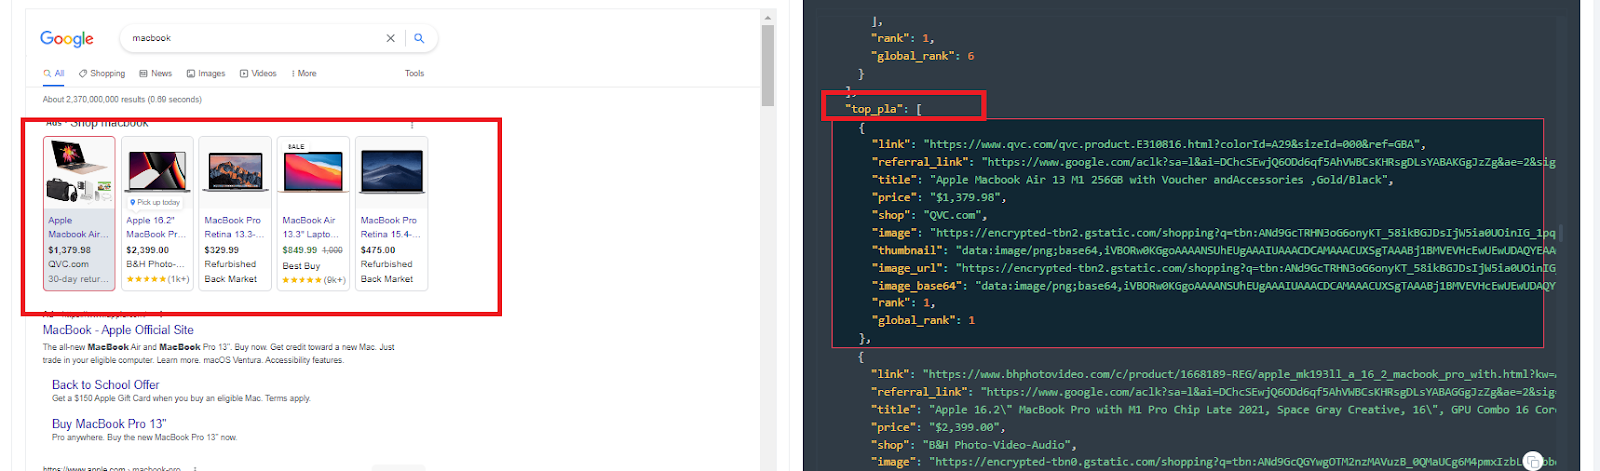 Google
macbook
All Shopping News Images Videos More Tools
About 2,370,000,000 results (0.69 seconds)
Ads · Shop macbook
Apple
Macbook Air...
$1,379.98
QVC.com
30-day retur...
Pick up today
Apple 16.2"
MacBook Pr...
$2,399.00
B&H Photo-...
(1k+)
MacBook Pro
Retina 13.3-...
$329.99
Refurbished
Back Market
SALE
MacBook Air
13.3" Lapto...
$849.99 1,000
Best Buy
(9k+)
MacBook Pro
Retina 15.4-...
$475.00
Refurbished
Back Market
MacBook - Apple Official Site
The all-new MacBook Air and MacBook Pro 13”. Buy now. Get credit toward a new Mac. Just
trade in your eligible computer. Learn more. macOS Ventura. Accessibility features.
Back to School Offer
Get a $150 Apple Gift Card when you buy an eligible Mac. Terms apply.
Buy MacBook Pro 13”
Pro anywhere. Buy the new MacBook Pro 13” now.
https://www.apple.com › macbook-pro
],
"rank": 1,
"global_rank": 6
}
],
"top_pla": [
{
"link": "https://www.qvc.com/qvc.product.E310816.html?colorId=A29&sizeId=000&ref=GBA",
"referral_link": "https://www.google.com/aclk?sa=l&ai=DChcSEwjQ6ODd6qf5AhVWBCsKHRsgDLsYABAKGgJzZg&ae=2&sig
"title": "Apple Macbook Air 13 M1 256GB with Voucher andAccessories ,Gold/Black",
"price": "$1,379.98",
"shop": "QVC.com",
"image": "https://encrypted-tbn2.gstatic.com/shopping?q=tbn:ANd9GcTRHN3oG6onyKT_58ikBGJDsIjW5ia0UOinIG_1pq
"thumbnail": "data:image/png;base64,iVBORw0KGgoAAAANSUhEUgAAAIUAAACDCAMAAACUXSgTAAABj1BMVEVHcEwUEwUDAQYEAA
"image_url": "https://encrypted-tbn2.gstatic.com/shopping?q=tbn:ANd9GcTRHN3oG6onyKT_58ikBGJDsIjW5ia0UOinIG
"image_base64": "data:image/png;base64,iVBORw0KGgoAAAANSUhEUgAAAIUAAACDCAMAAACUXSgTAAABj1BMVEVHcEwUEwUDAQY
"rank": 1,
"global_rank": 1
},
{
"link": "https://www.bhphotovideo.com/c/product/1668189-REG/apple_mk193ll_a_16_2_macbook_pro_with.html?kw=
"referral_link": "https://www.google.com/aclk?sa=l&ai=DChcSEwjQ6ODd6qf5AhVWBCsKHRsgDLsYABAGGgJzZg&ae=2&sig
"title": "Apple 16.2\" MacBook Pro with M1 Pro Chip Late 2021, Space Gray Creative, 16\", GPU Combo 16 Cor
"price": "$2,399.00",
"shop": "B&H Photo-Video-Audio",
"image": "https://encrypted-tbn0.gstatic.com/shopping?q=tbn:ANd9GcQGYwgOTM2nzMAVuzB_0QMaUCg6M4pmxIzbL